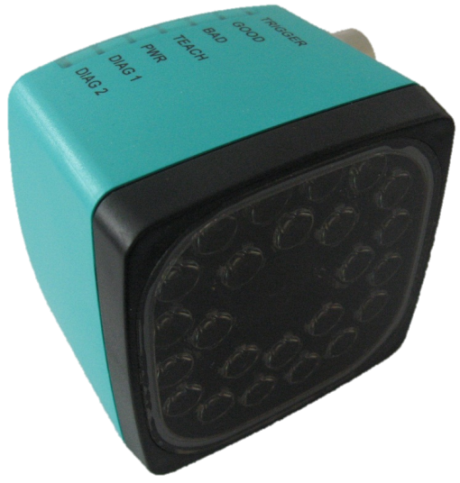 DIAG 2
DIAG 1
PWR
TEACH
BAD
GOOD
TRIGGER